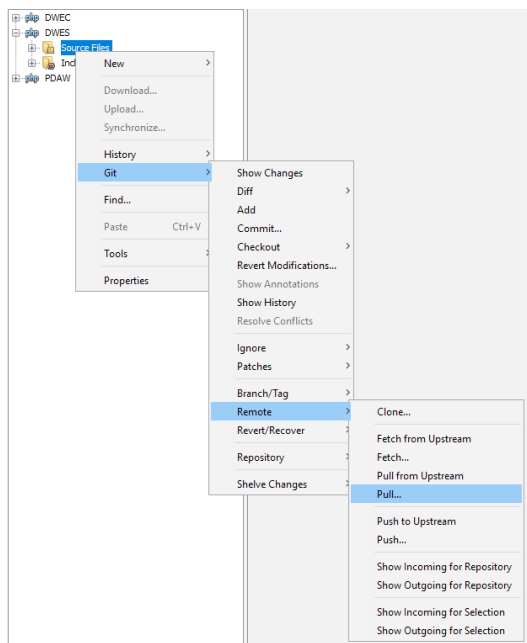 php DWEC
php DWES
Source Files
Incl
php PDAW
New
Download...
Upload...
Synchronize...
History
Git
Find...
Paste Ctrl+V
Tools
Properties
Show Changes
Diff
Add
Commit...
Checkout
Revert Modifications...
Show Annotations
Show History
Resolve Conflicts
Ignore
Patches
Branch/Tag
Remote
Revert/Recover
Repository
Shelve Changes
Clone...
Fetch from Upstream
Fetch...
Pull from Upstream
Pull...
Push to Upstream
Push...
Show Incoming for Repository
Show Outgoing for Repository
Show Incoming for Selection
Show Outgoing for Selection